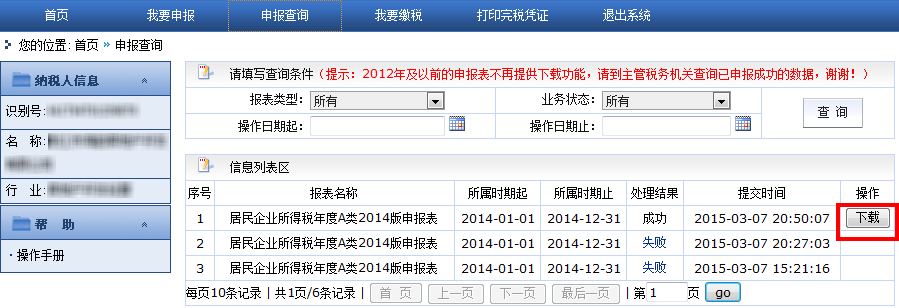 首页 我要申报 申报查询 我要缴税 打印完税凭证 退出系统
您的位置: 首页 » 申报查询
纳税人信息
识别号:
名 称:
行 业:
帮 助
· 操作手册
请填写查询条件（提示：2012年及以前的申报表不再提供下载功能，请到主管税务机关查询已申报成功的数据，谢谢！）
报表类型: 所有 业务状态: 所有 查 询
操作日期起: 操作日期止:
信息列表区
序号 报表名称 所属时期起 所属时期止 处理结果 提交时间 操作
1 居民企业所得税年度A类2014版申报表 2014-01-01 2014-12-31 成功 2015-03-07 20:50:07 下载
2 居民企业所得税年度A类2014版申报表 2014-01-01 2014-12-31 失败 2015-03-07 20:27:03
3 居民企业所得税年度A类2014版申报表 2014-01-01 2014-12-31 失败 2015-03-07 15:21:16
每页10条记录 | 共1页/6条记录 | 首 页 上一页 下一页 最后一页 | 第 1 页 go